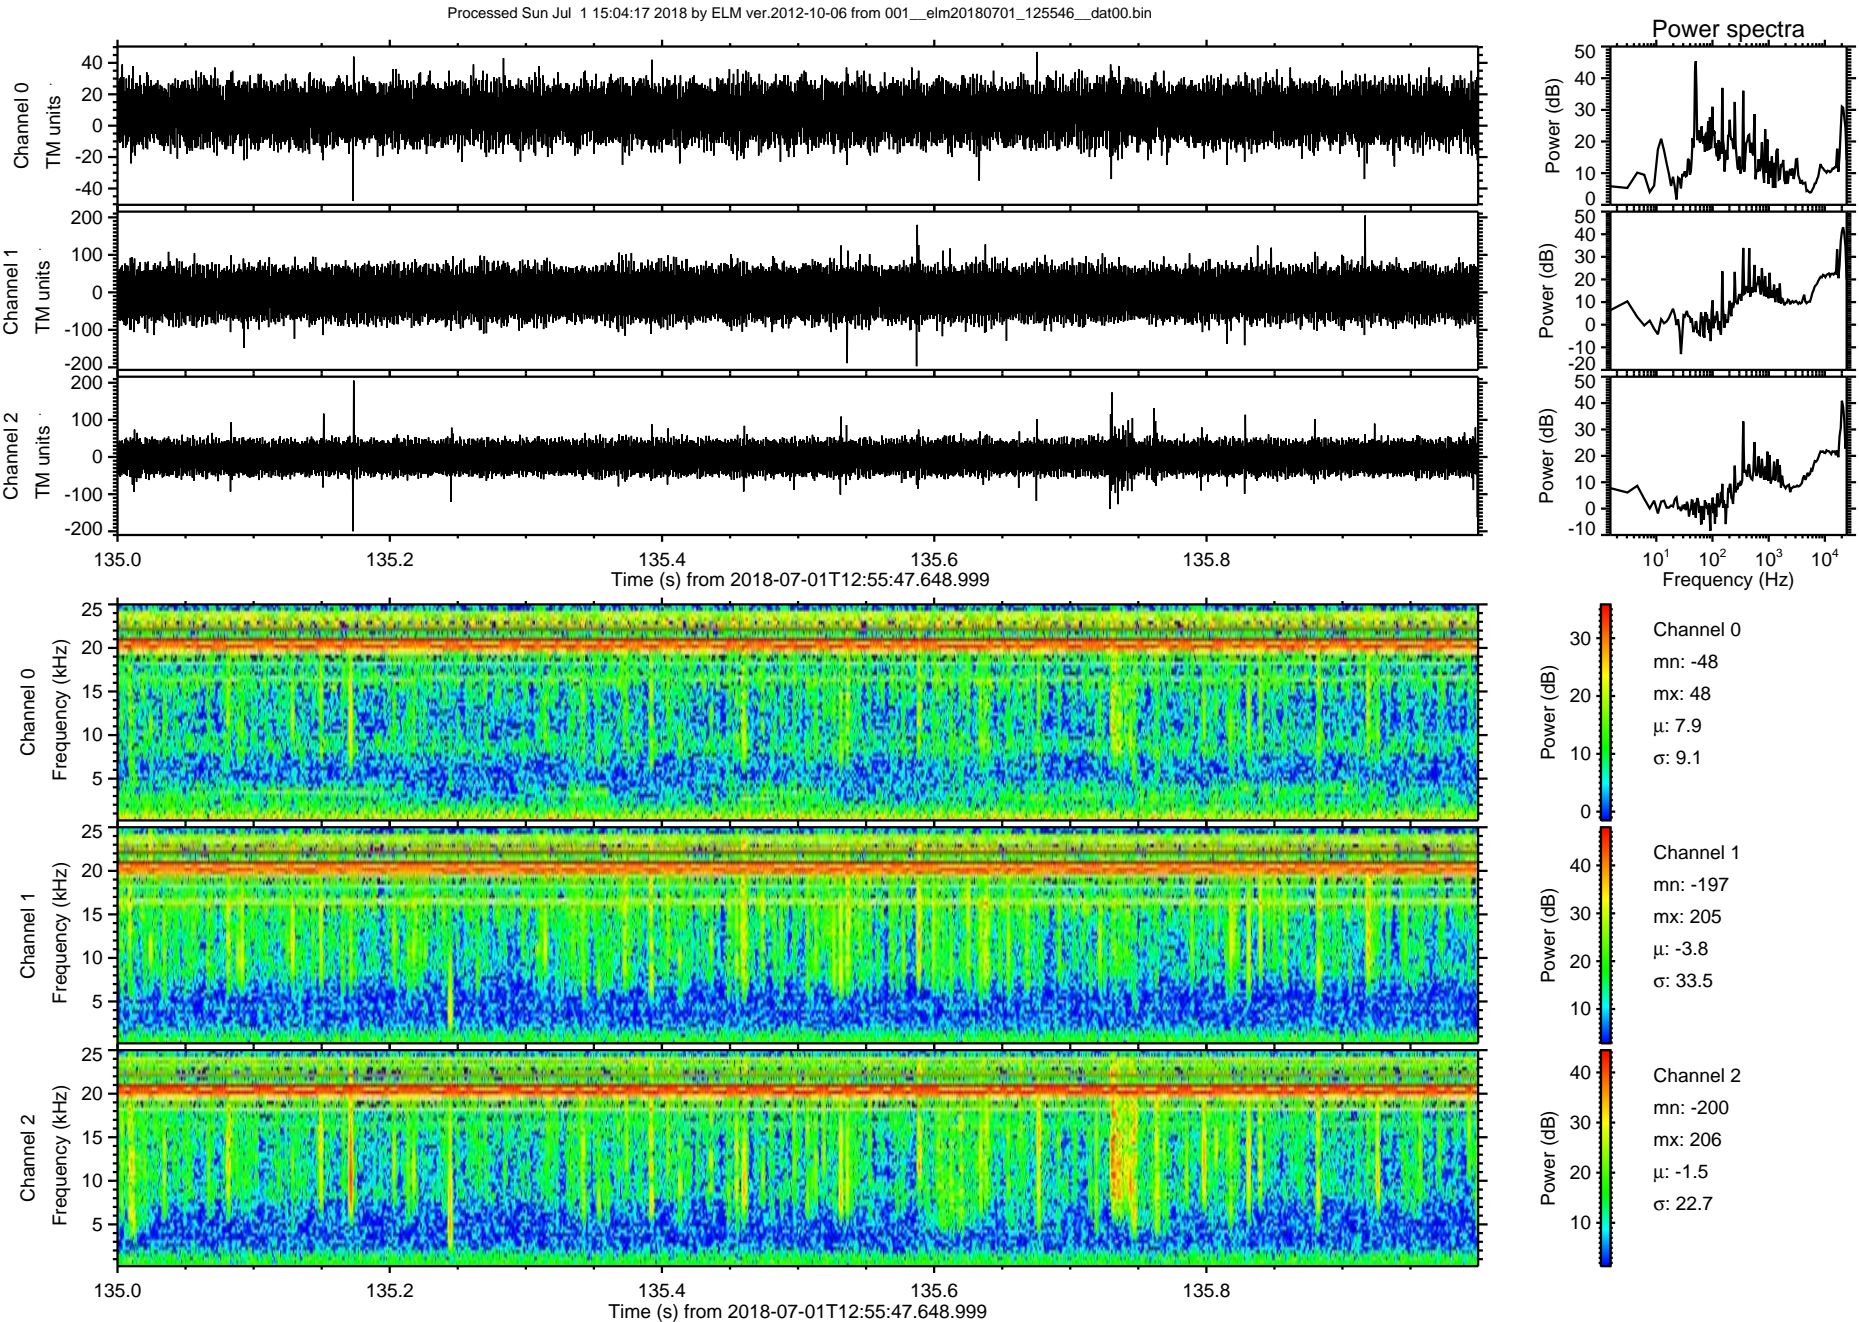 Processed Sun Jul 1 15:04:17 2018 by ELM ver.2012-10-06 from 001__elm20180701_125546__dat00.bin
Power spectra
Channel 0
TM units
40
20
0
-20
-40
Power (dB)
50
40
30
20
10
0
Channel 1
TM units
200
100
0
-100
-200
Power (dB)
50
40
30
20
10
0
-10
-20
Channel 2
TM units
200
100
0
-100
-200
Power (dB)
50
40
30
20
10
0
-10
135.0 135.2 135.4 135.6 135.8
Time (s) from 2018-07-01T12:55:47.648.999
10¹ 10² 10³ 10⁴
Frequency (Hz)
Channel 0
Frequency (kHz)
25
20
15
10
5
Power (dB)
30
20
10
0
Channel 0
mn: -48
mx: 48
µ: 7.9
σ: 9.1
Channel 1
Frequency (kHz)
25
20
15
10
5
Power (dB)
40
30
20
10
Channel 1
mn: -197
mx: 205
µ: -3.8
σ: 33.5
Channel 2
Frequency (kHz)
25
20
15
10
5
Power (dB)
40
30
20
10
Channel 2
mn: -200
mx: 206
µ: -1.5
σ: 22.7
135.0 135.2 135.4 135.6 135.8
Time (s) from 2018-07-01T12:55:47.648.999